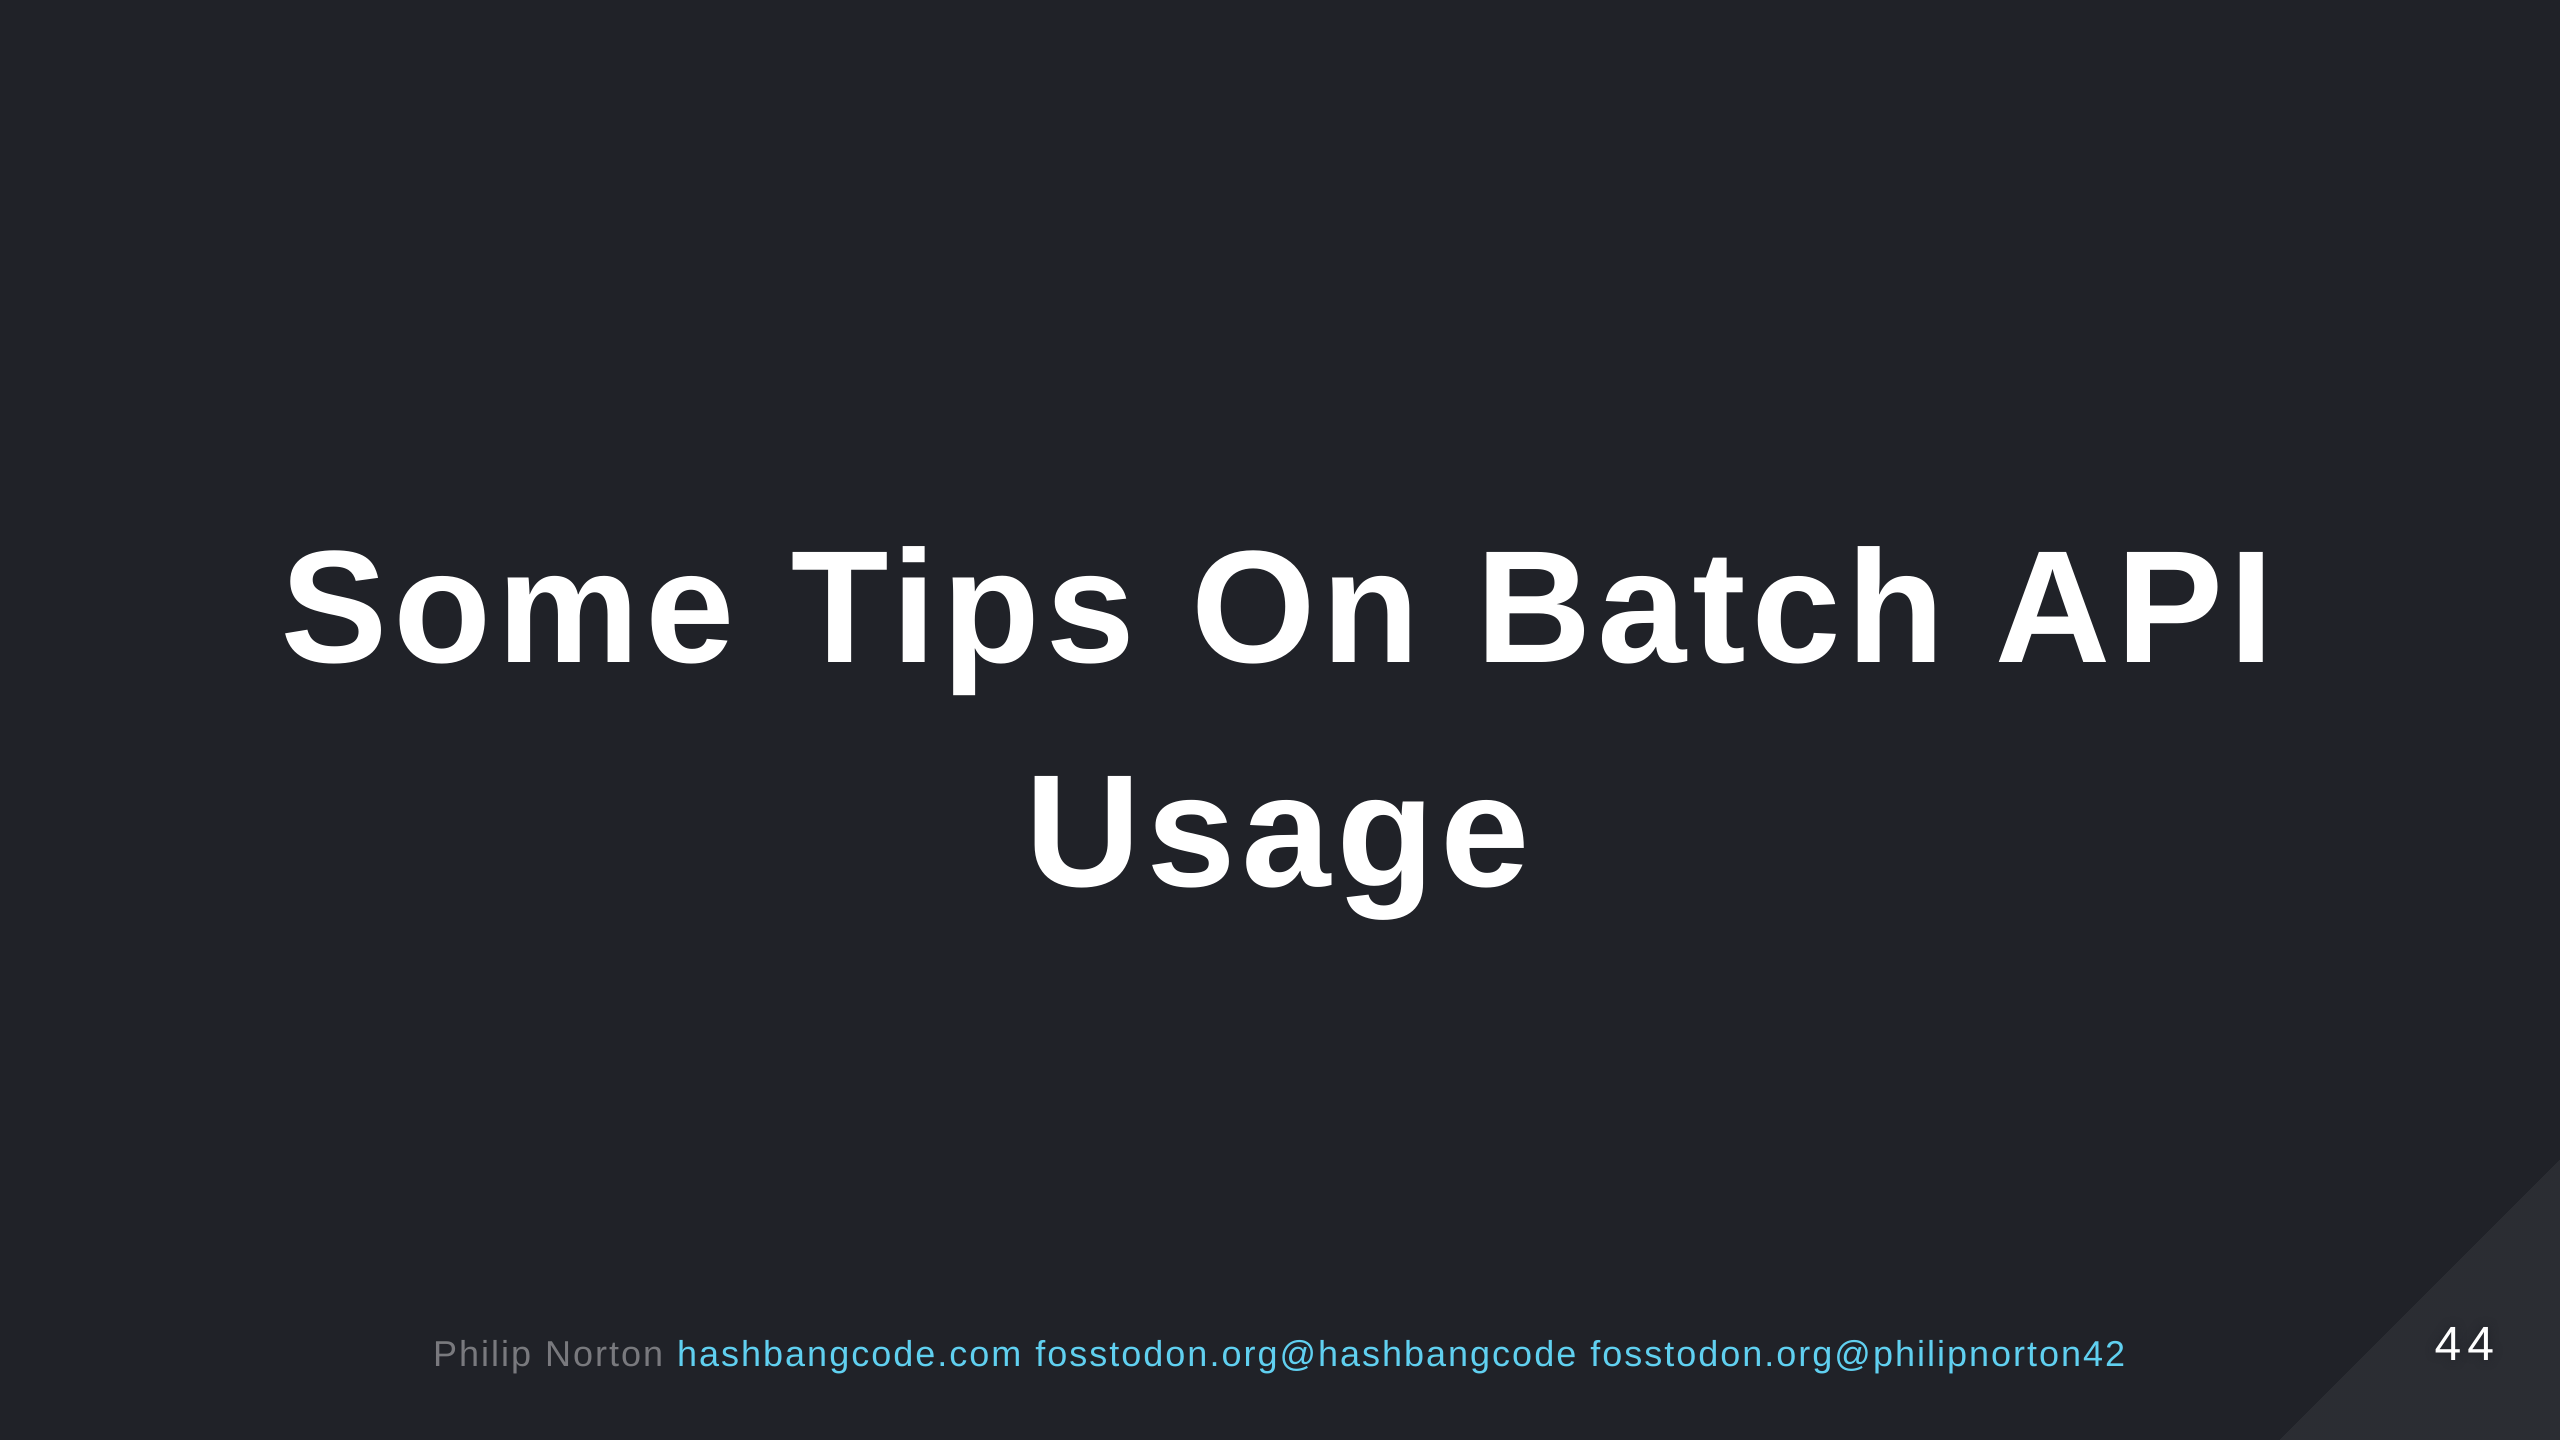 Some Tips On Batch API
Usage
Philip Norton hashbangcode.com fosstodon.org@hashbangcode fosstodon.org@philipnorton42
44